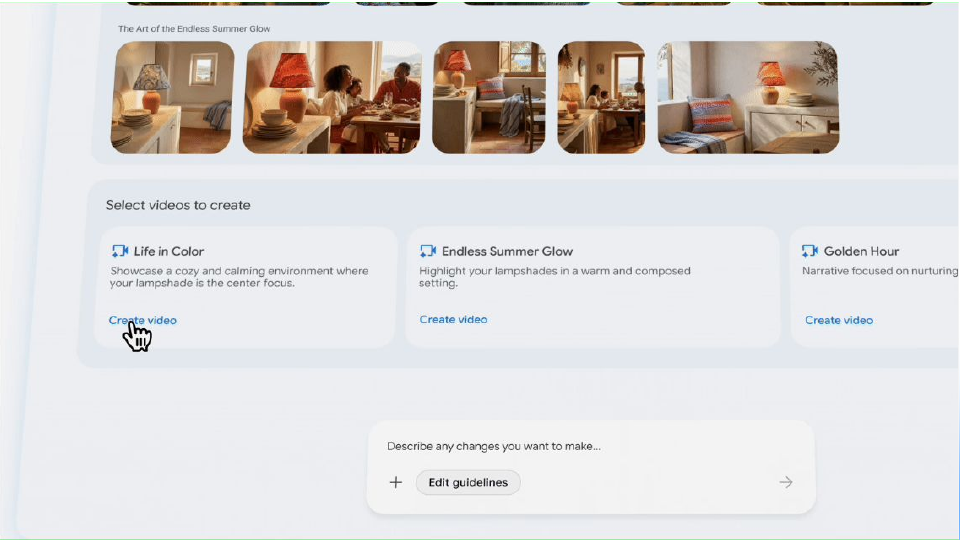 The Art of the Endless Summer Glow
Select videos to create
Life in Color
Showcase a cozy and calming environment where
your lampshade is the center focus.
Create video
Endless Summer Glow
Highlight your lampshades in a warm and composed
setting.
Create video
Golden Hour
Narrative focused on nurturing
Create video
Describe any changes you want to make...
Edit guidelines